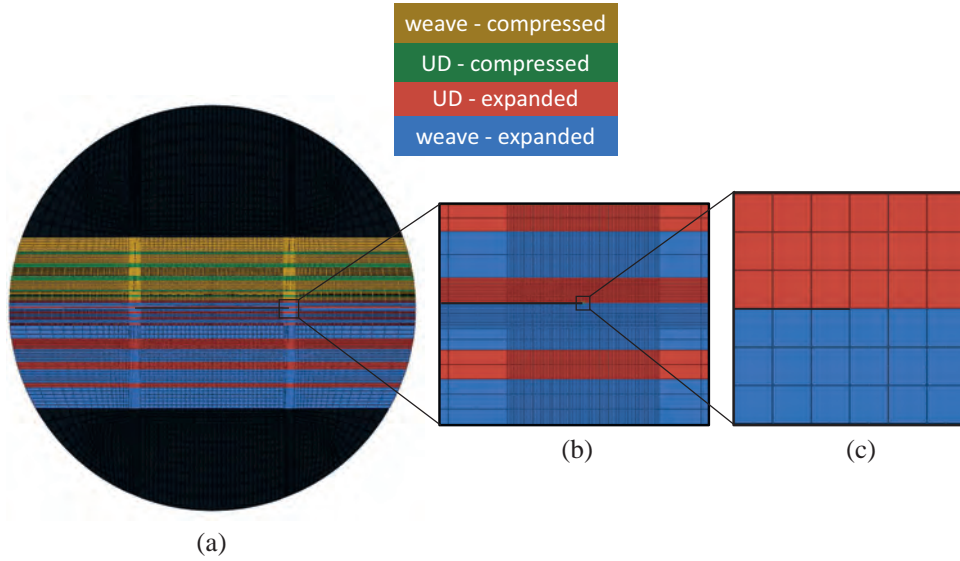 weave - compressed
UD - compressed
UD - expanded
weave - expanded
(b)
(c)
(a)